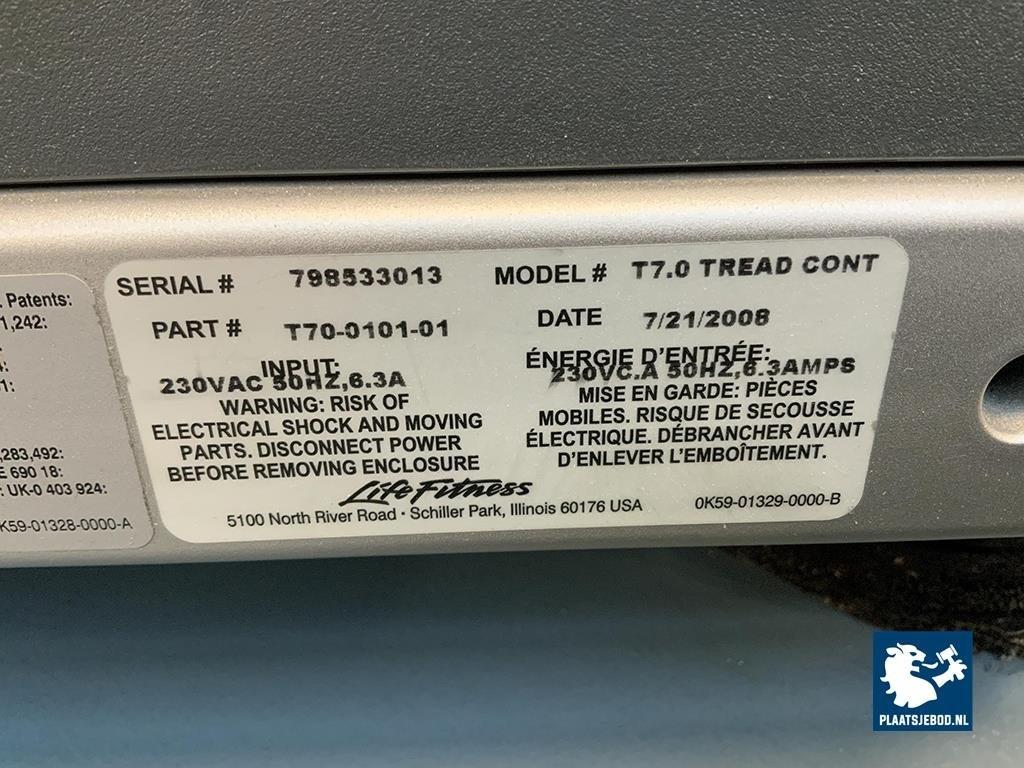 . Patents:
1,242:
:
4:
01:
,283,492:
E 690 18:
: UK-0 403 924:
K59-01328-0000-A
SERIAL # 798533013 MODEL # T7.0 TREAD CONT
PART # T70-0101-01 DATE 7/21/2008
INPUT:
230VAC 50HZ,6.3A
WARNING: RISK OF
ELECTRICAL SHOCK AND MOVING
PARTS. DISCONNECT POWER
BEFORE REMOVING ENCLOSURE
ÉNERGIE D'ENTRÉE:
230VC.A 50HZ,6.3AMPS
MISE EN GARDE: PIÈCES
MOBILES. RISQUE DE SECOUSSE
ÉLECTRIQUE. DÉBRANCHER AVANT
D'ENLEVER L'EMBOÎTEMENT.
LifeFitness
5100 North River Road · Schiller Park, Illinois 60176 USA
0K59-01329-0000-B
PLAATSJEBOD.NL